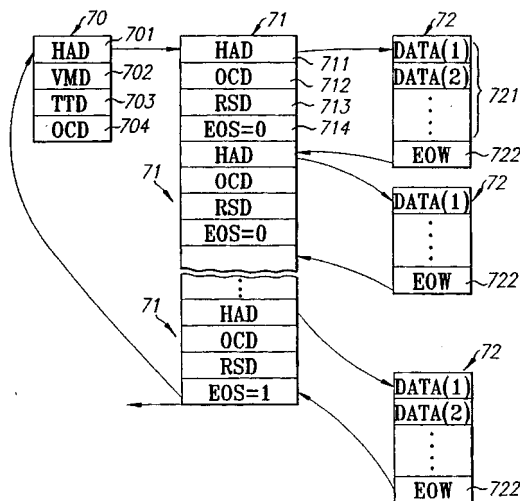 70
HAD 701
VMD 702
TTD 703
OCD 704
71
HAD 711
OCD 712
RSD 713
EOS=0 714
71
HAD
OCD
RSD
EOS=0
71
HAD
OCD
RSD
EOS=1
72
DATA(1)
DATA(2)
721
EOW 722
72
DATA(1)
EOW 722
72
DATA(1)
DATA(2)
EOW 722